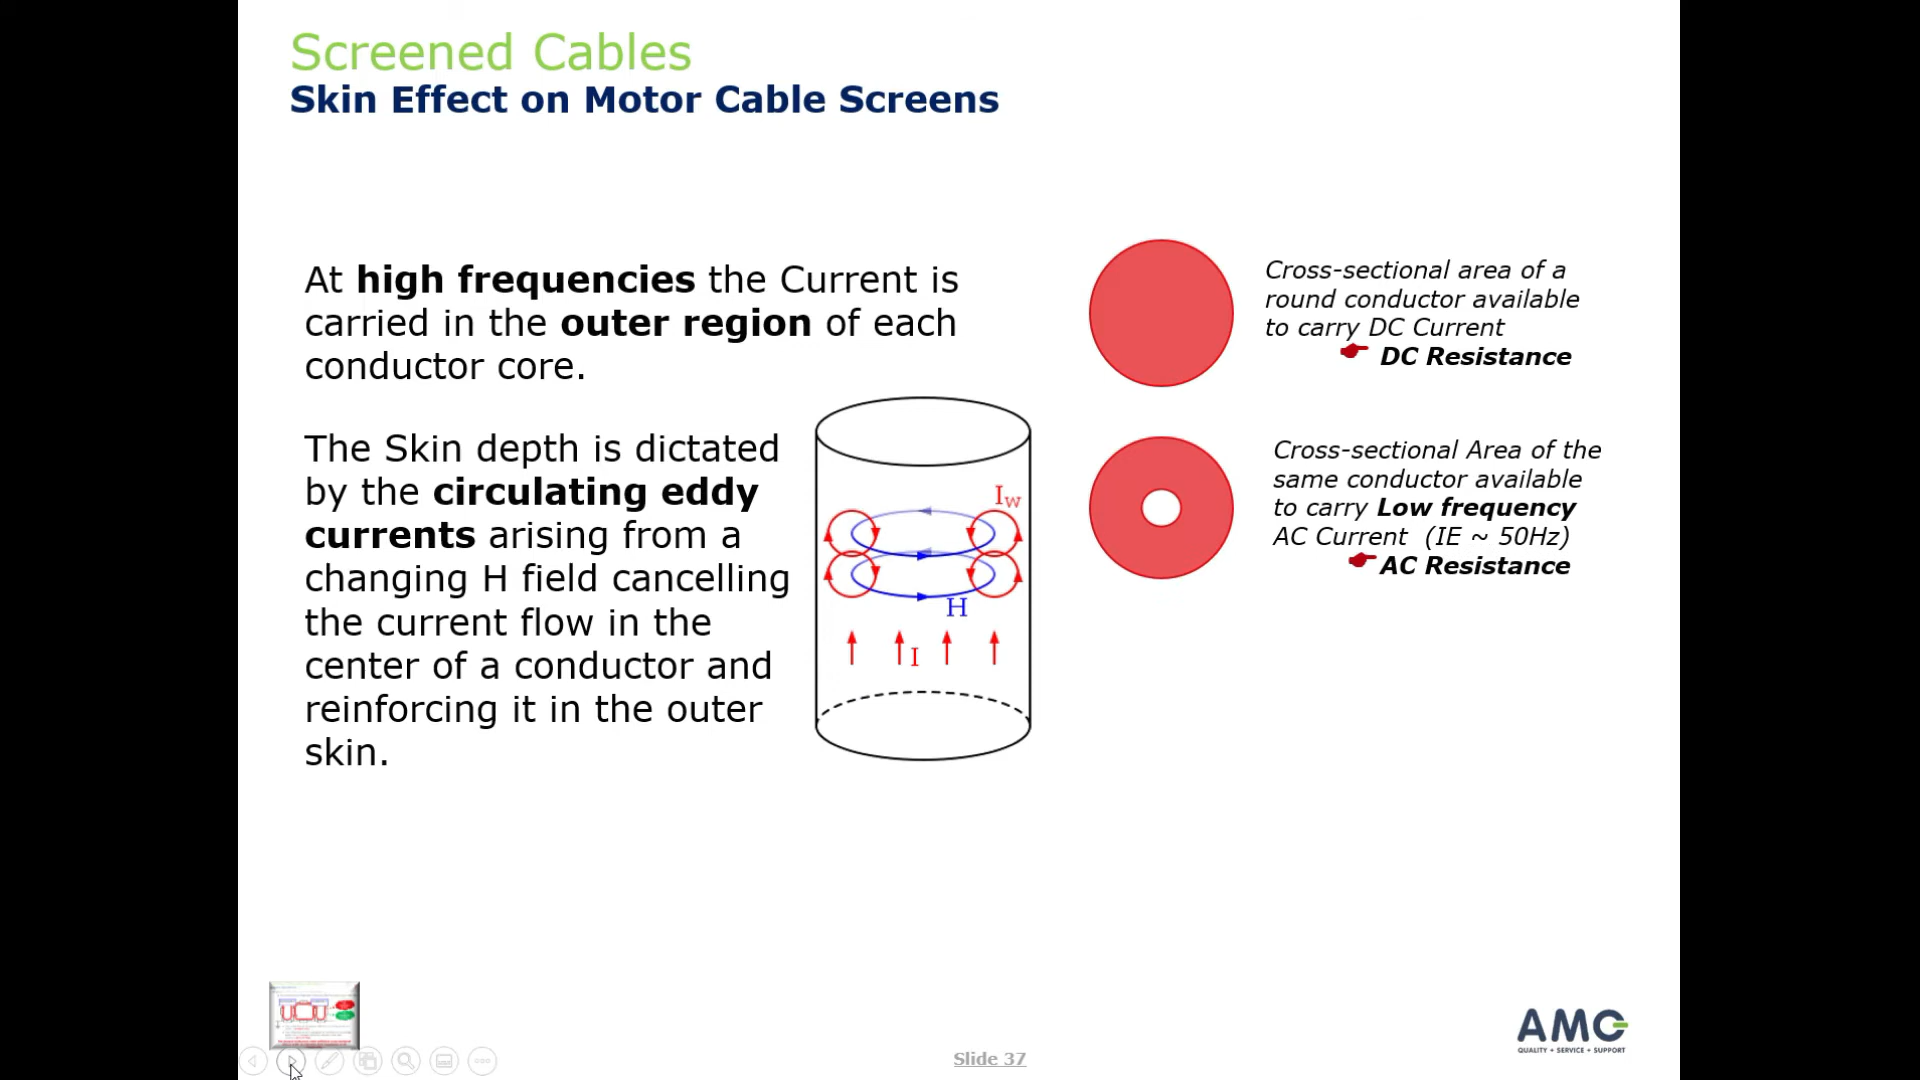 Screened Cables
Skin Effect on Motor Cable Screens
At high frequencies the Current is
carried in the outer region of each
conductor core.
The Skin depth is dictated
by the circulating eddy
currents arising from a
changing H field cancelling
the current flow in the
center of a conductor and
reinforcing it in the outer
skin.
Iw
H
I
Cross-sectional area of a
round conductor available
to carry DC Current
DC Resistance
Cross-sectional Area of the
same conductor available
to carry Low frequency
AC Current (IE ~ 50Hz)
AC Resistance
AMC
QUALITY • SERVICE • SUPPORT
Slide 37